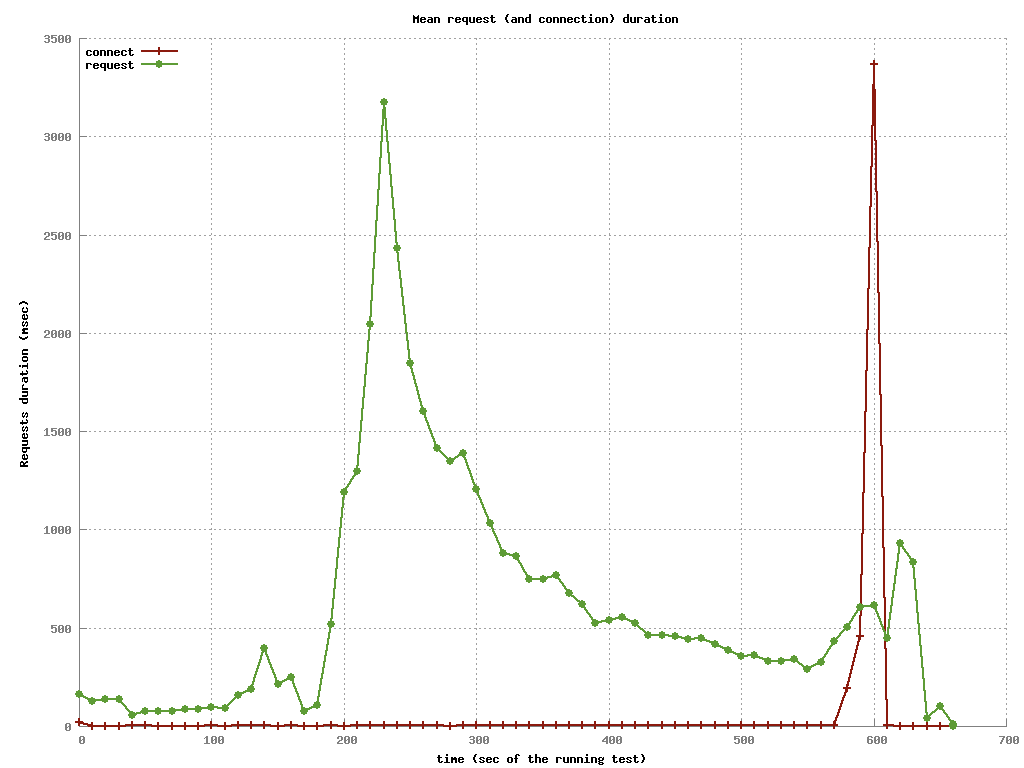 Mean request (and connection) duration
3500
connect
request
3000
2500
2000
1500
1000
500
0
0 100 200 300 400 500 600 700
Requests duration (msec)
time (sec of the running test)